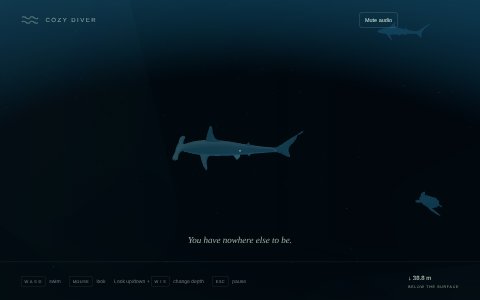 COZY DIVER
Mute audio
You have nowhere else to be.
W A S D swim MOUSE look Look up/down + W / S change depth ESC pause
↓ 38.8 m
BELOW THE SURFACE